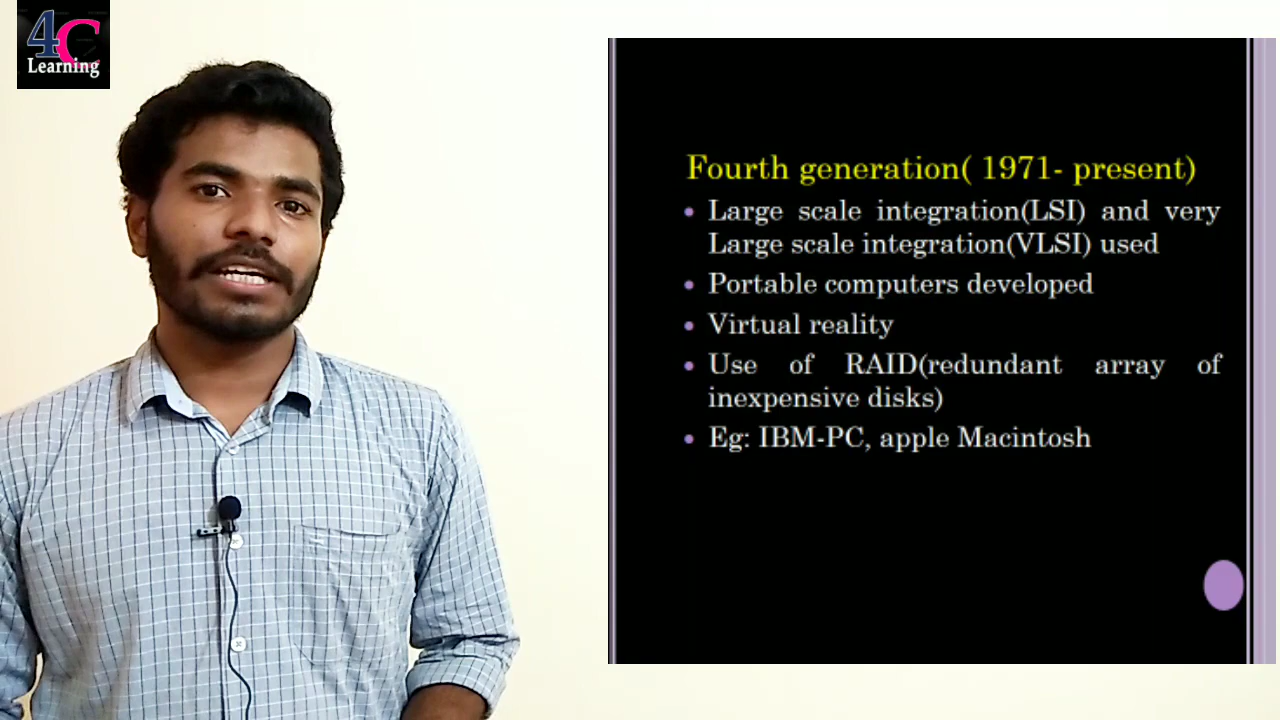 4C
Learning
Fourth generation( 1971- present)
• Large scale integration(LSI) and very
Large scale integration(VLSI) used
• Portable computers developed
• Virtual reality
• Use of RAID(redundant array of
inexpensive disks)
• Eg: IBM-PC, apple Macintosh